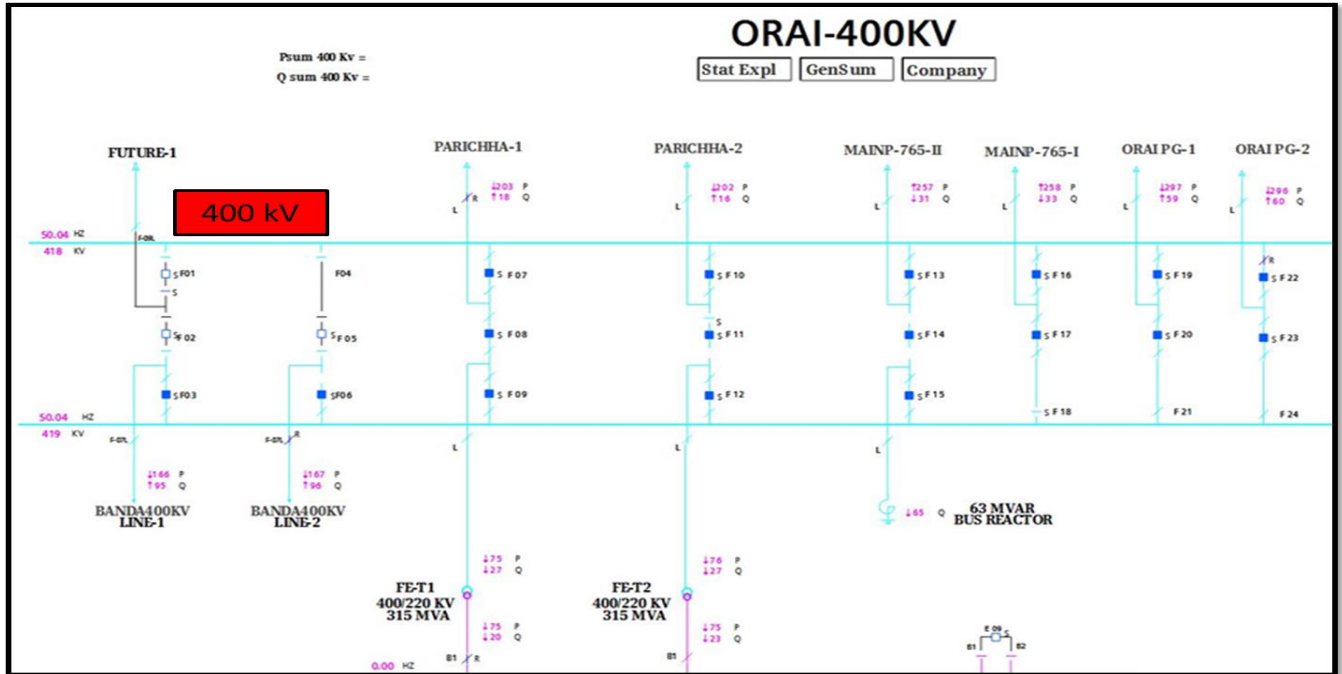 ORAI-400KV
Psum 400 Kv =
Q sum 400 Kv =
Stat Expl GenSum Company
FUTURE-1 PARICHHA-1 PARICHHA-2 MAINP-765-II MAINP-765-I ORAI PG-1 ORAI PG-2
400 kV
↓203 P ↓202 P ↑257 P ↑258 P ↓297 P ↓296 P
↑18 Q ↑16 Q ↓31 Q ↓33 Q ↑59 Q ↑60 Q
R
L L L L L L
50.04 HZ
418 KV
F-09L
R
S F01 F04 S F07 S F10 S F13 S F16 S F19 S F22
S
S
S F02 S F05 S F08 S F11 S F14 S F17 S F20 S F23
S F03 S F06 S F09 S F12 S F15 S F18 F21 F24
50.04 HZ
419 KV
F-07L F-07L R
L L L
↓166 P ↓167 P
↑95 Q ↑96 Q
BANDA400KV BANDA400KV
LINE-1 LINE-2
↓65 Q
63 MVAR
BUS REACTOR
↓75 P ↓76 P
↓27 Q ↓27 Q
FE-T1 FE-T2
400/220 KV 400/220 KV
315 MVA 315 MVA
↓75 P ↓75 P
↓20 Q ↓23 Q
E 09 S
B1 B2
B1 R B1
0.00 HZ